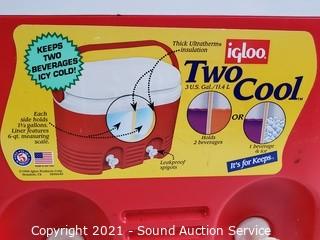 KEEPS
TWO
BEVERAGES
ICY COLD!
Thick Ultratherm
insulation
igloo
Two
Cool
3 U.S. Gal./11.4 L
Each
side holds
1½ gallons.
Liner features
6-qt. measuring
scale.
Holds
2 beverages
OR
1 beverage
& ice
Leakproof
spigots
It's for Keeps
Copyright 2021 - Sound Auction Service